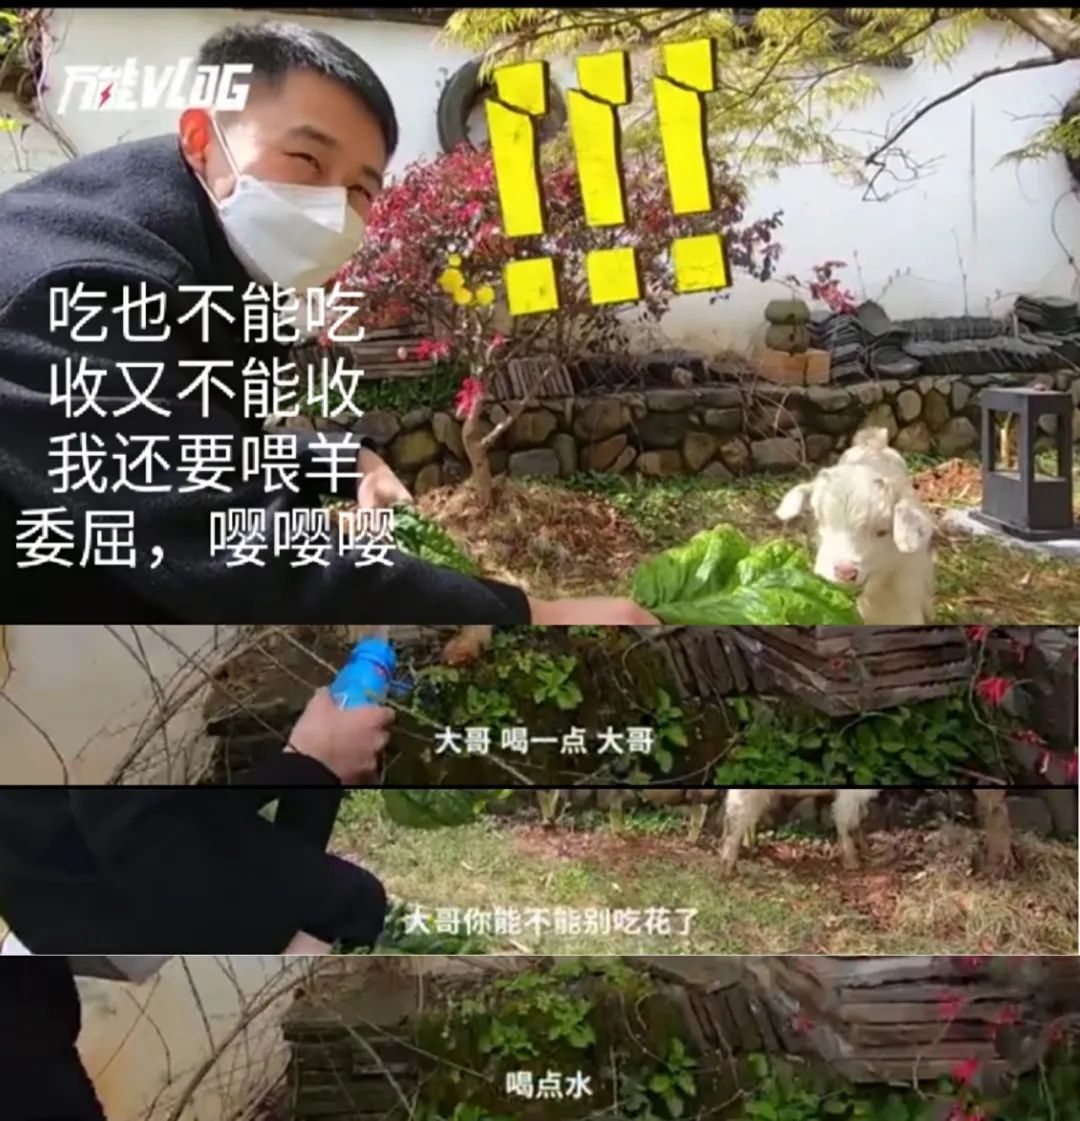 万能VLOG
!!!
吃也不能吃
收又不能收
我还要喂羊
委屈，嘤嘤嘤
大哥 喝一点 大哥
大哥你能不能别吃花了
喝点水